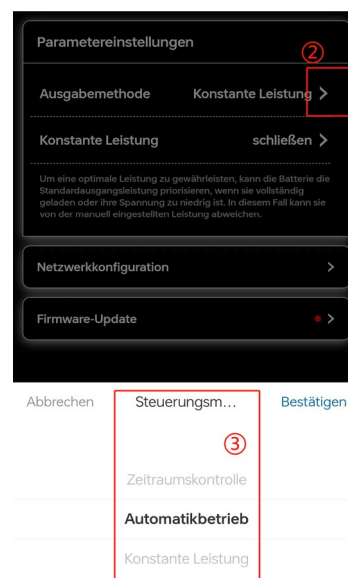 Parametereinstellungen
②
Ausgabemethode Konstante Leistung >
Konstante Leistung schließen >
Um eine optimale Leistung zu gewährleisten, kann die Batterie die
Standardausgangsleistung priorisieren, wenn sie vollständig
geladen oder ihre Spannung zu niedrig ist. In diesem Fall kann sie
von der manuell eingestellten Leistung abweichen.
Netzwerkkonfiguration >
Firmware-Update >
Abbrechen Steuerungsm... Bestätigen
③
Zeitraumskontrolle
Automatikbetrieb
Konstante Leistung